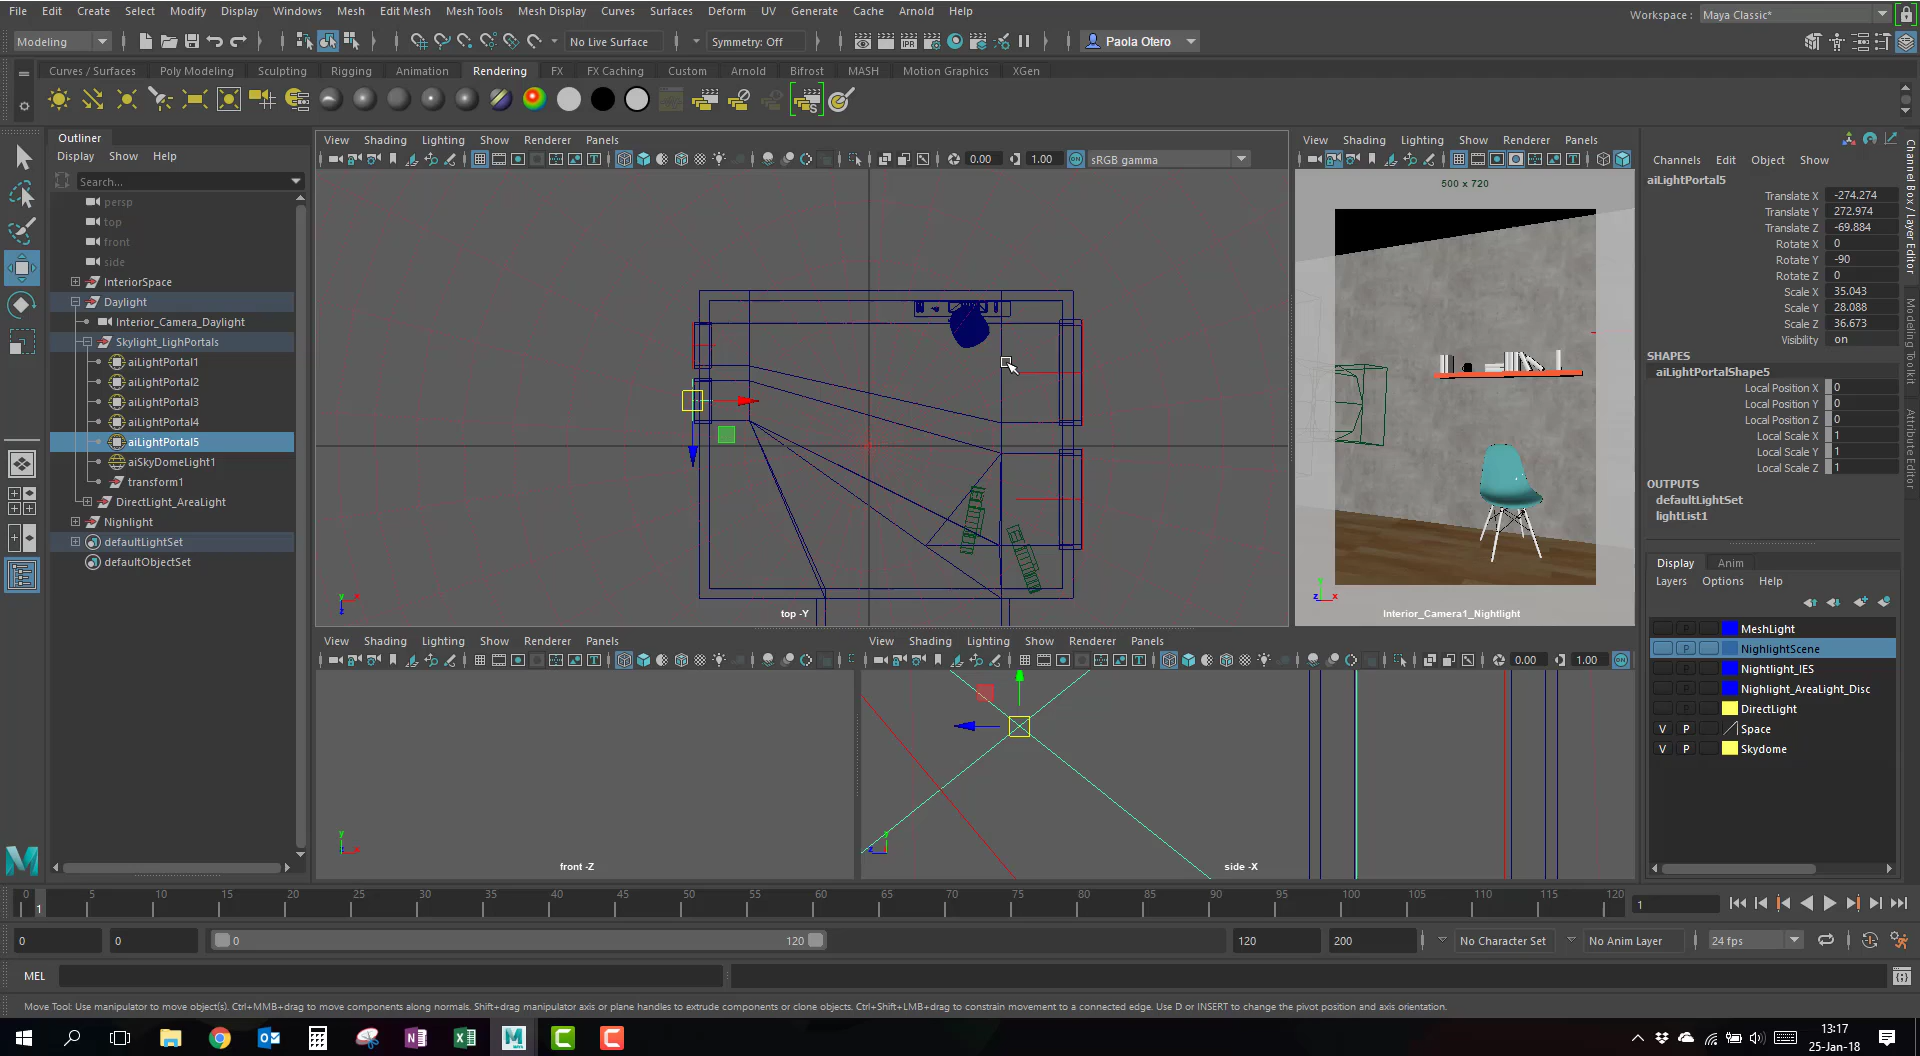 File Edit Create Select Modify Display Windows Mesh Edit Mesh Mesh Tools Mesh Display Curves Surfaces Deform UV Generate Cache Arnold Help
Workspace : Maya Classic*
Modeling No Live Surface Symmetry: Off Paola Otero
Curves / Surfaces Poly Modeling Sculpting Rigging Animation Rendering FX FX Caching Custom Arnold Bifrost MASH Motion Graphics XGen
Outliner
Display Show Help
Search...
persp
top
front
side
InteriorSpace
Daylight
Interior_Camera_Daylight
Skylight_LighPortals
aiLightPortal1
aiLightPortal2
aiLightPortal3
aiLightPortal4
aiLightPortal5
aiSkyDomeLight1
transform1
DirectLight_AreaLight
Nighlight
defaultLightSet
defaultObjectSet
View Shading Lighting Show Renderer Panels
0.00 1.00 sRGB gamma
top -Y
View Shading Lighting Show Renderer Panels
500 x 720
Interior_Camera1_Nightlight
View Shading Lighting Show Renderer Panels
front -Z
View Shading Lighting Show Renderer Panels
0.00 1.00
side -X
Channels Edit Object Show
aiLightPortal5
Translate X -274.274
Translate Y 272.974
Translate Z -69.884
Rotate X 0
Rotate Y -90
Rotate Z 0
Scale X 35.043
Scale Y 28.088
Scale Z 36.673
Visibility on
SHAPES
aiLightPortalShape5
Local Position X 0
Local Position Y 0
Local Position Z 0
Local Scale X 1
Local Scale Y 1
Local Scale Z 1
OUTPUTS
defaultLightSet
lightList1
Display Anim
Layers Options Help
P MeshLight
P NighlightScene
P Nightlight_IES
P Nighlight_AreaLight_Disc
P DirectLight
V P Space
V P Skydome
Channel Box / Layer Editor
Modeling Toolkit
Attribute Editor
0 5 10 15 20 25 30 35 40 45 50 55 60 65 70 75 80 85 90 95 100 105 110 115 120
1
1
0 0 0 120 120 200 No Character Set No Anim Layer 24 fps
MEL
Move Tool: Use manipulator to move object(s). Ctrl+MMB+drag to move components along normals. Shift+drag manipulator axis or plane handles to extrude components or clone objects. Ctrl+Shift+LMB+drag to constrain movement to a connected edge. Use D or INSERT to change the pivot position and axis orientation.
13:17
25-Jan-18